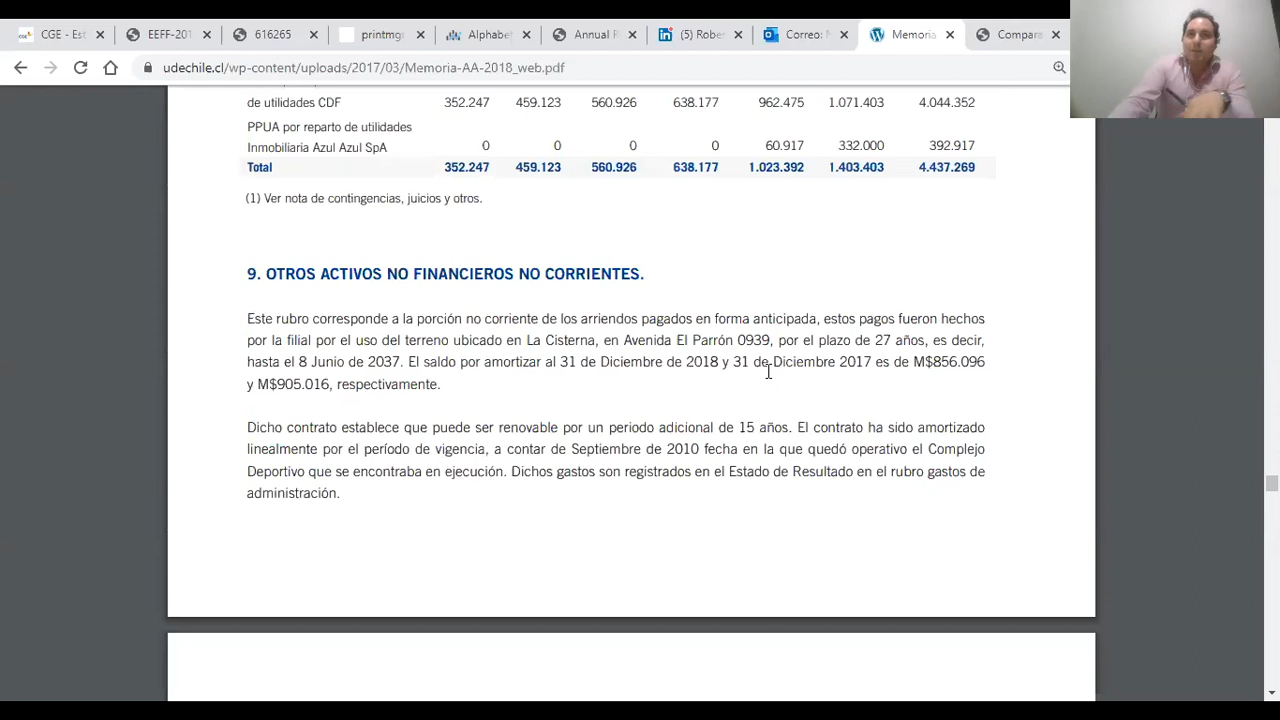 CGE - Est
EEFF-201
616265
printmg
Alphabe
Annual R
(5) Rober
Correo: M
Memoria
Compara
udechile.cl/wp-content/uploads/2017/03/Memoria-AA-2018_web.pdf
de utilidades CDF 352.247 459.123 560.926 638.177 962.475 1.071.403 4.044.352
PPUA por reparto de utilidades
Inmobiliaria Azul Azul SpA 0 0 0 0 60.917 332.000 392.917
Total 352.247 459.123 560.926 638.177 1.023.392 1.403.403 4.437.269
(1) Ver nota de contingencias, juicios y otros.
9. OTROS ACTIVOS NO FINANCIEROS NO CORRIENTES.
Este rubro corresponde a la porción no corriente de los arriendos pagados en forma anticipada, estos pagos fueron hechos
por la filial por el uso del terreno ubicado en La Cisterna, en Avenida El Parrón 0939, por el plazo de 27 años, es decir,
hasta el 8 Junio de 2037. El saldo por amortizar al 31 de Diciembre de 2018 y 31 de Diciembre 2017 es de M$856.096
y M$905.016, respectivamente.
Dicho contrato establece que puede ser renovable por un periodo adicional de 15 años. El contrato ha sido amortizado
linealmente por el período de vigencia, a contar de Septiembre de 2010 fecha en la que quedó operativo el Complejo
Deportivo que se encontraba en ejecución. Dichos gastos son registrados en el Estado de Resultado en el rubro gastos de
administración.